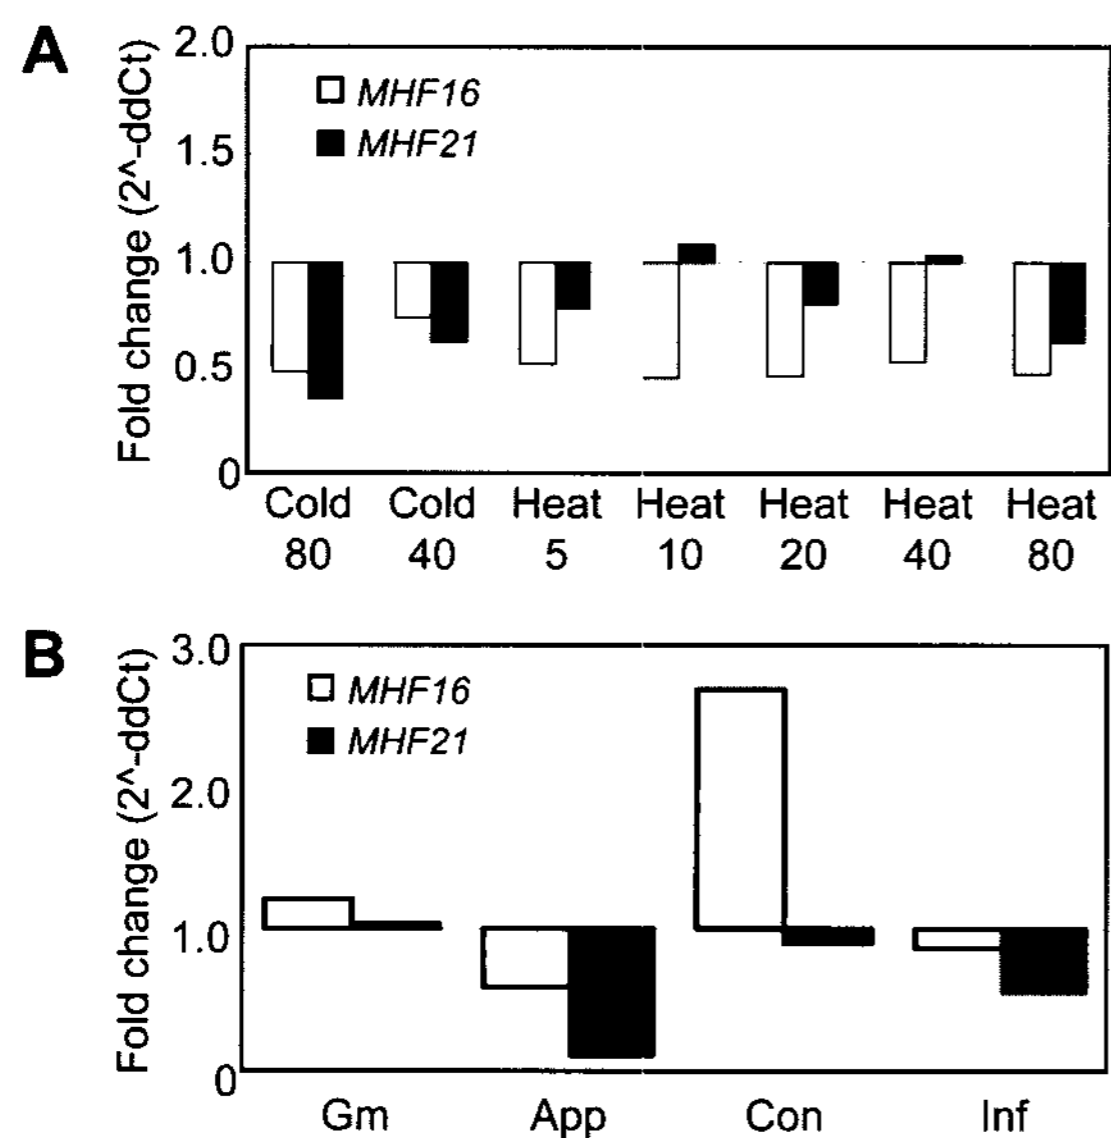 A
Fold change (2^-ddCt)
2.0
1.5
1.0
0.5
0
MHF16
MHF21
Cold Cold Heat Heat Heat Heat Heat
80 40 5 10 20 40 80
B
Fold change (2^-ddCt)
3.0
2.0
1.0
0
MHF16
MHF21
Gm App Con Inf